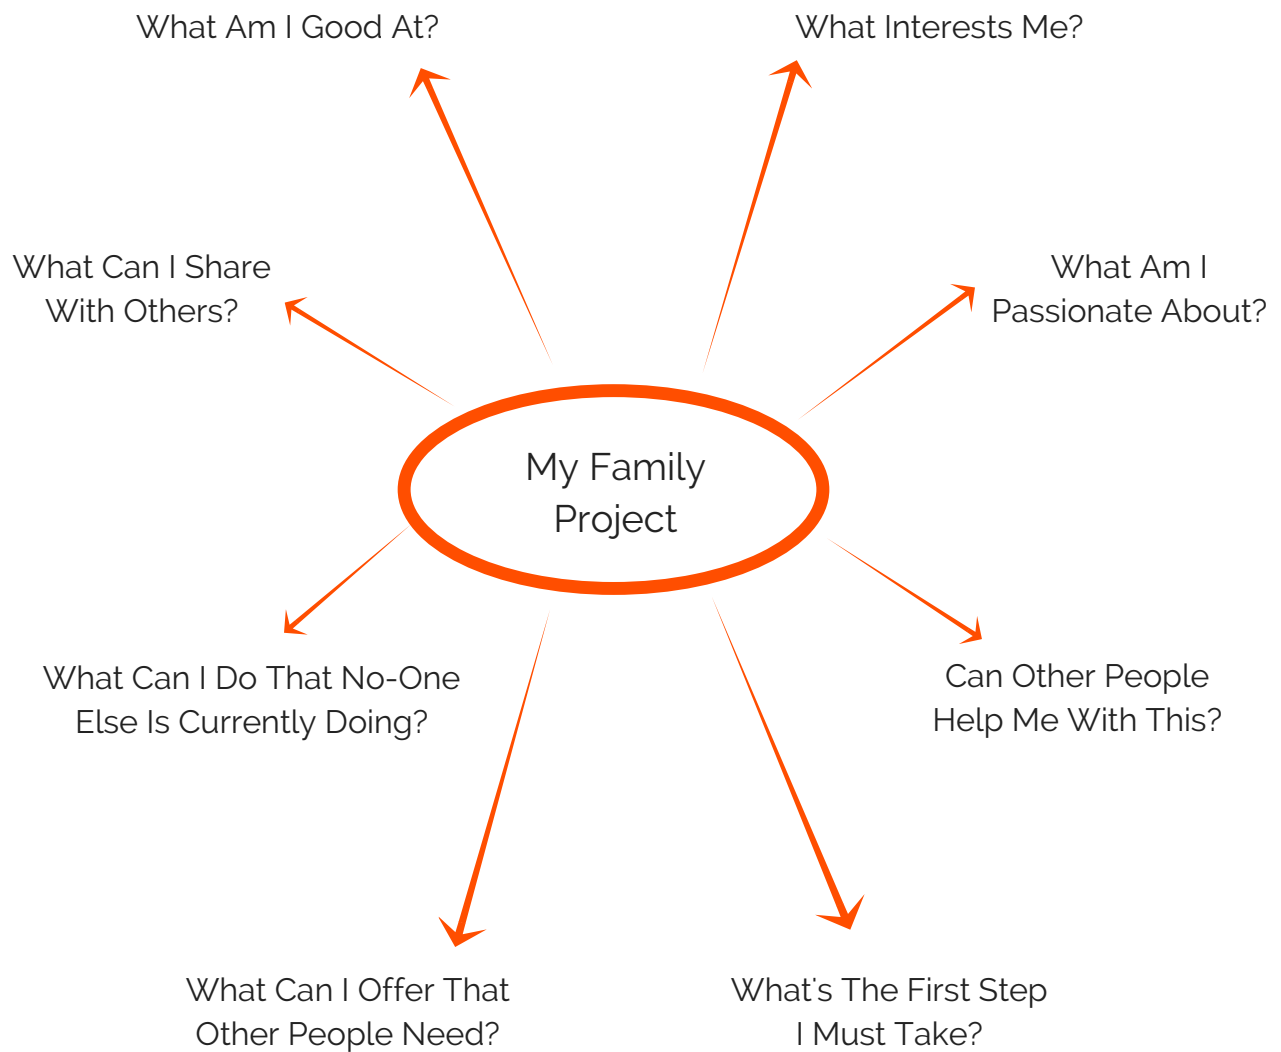 What Am I Good At?
What Interests Me?
What Can I Share
With Others?
What Am I
Passionate About?
My Family
Project
What Can I Do That No-One
Else Is Currently Doing?
Can Other People
Help Me With This?
What Can I Offer That
Other People Need?
What's The First Step
I Must Take?